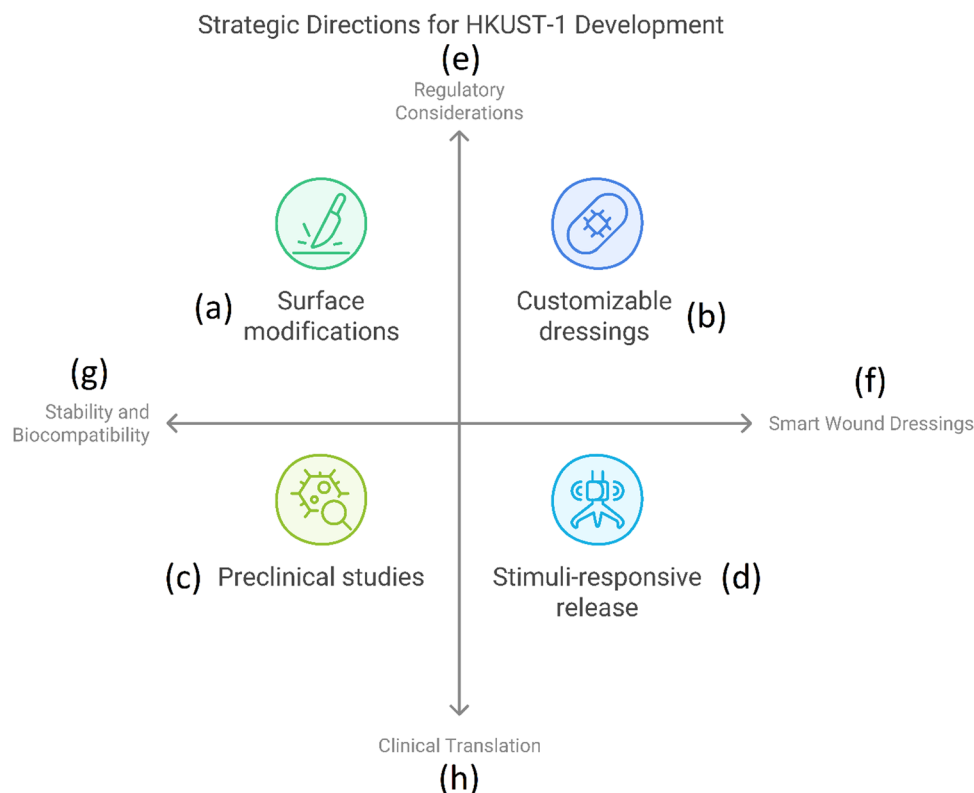 Strategic Directions for HKUST-1 Development
(e)
Regulatory
Considerations
(a)
Surface
modifications
Customizable
dressings
(b)
(g)
Stability and
Biocompatibility
(f)
Smart Wound Dressings
(c)
Preclinical studies
Stimuli-responsive
release
(d)
Clinical Translation
(h)